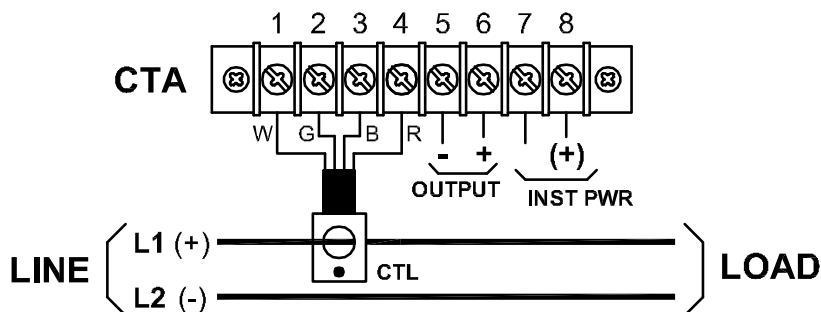 1 2 3 4 5 6 7 8
CTA
W G B R
- + (+)
OUTPUT INST PWR
L1 (+)
CTL
LINE LOAD
L2 (-)